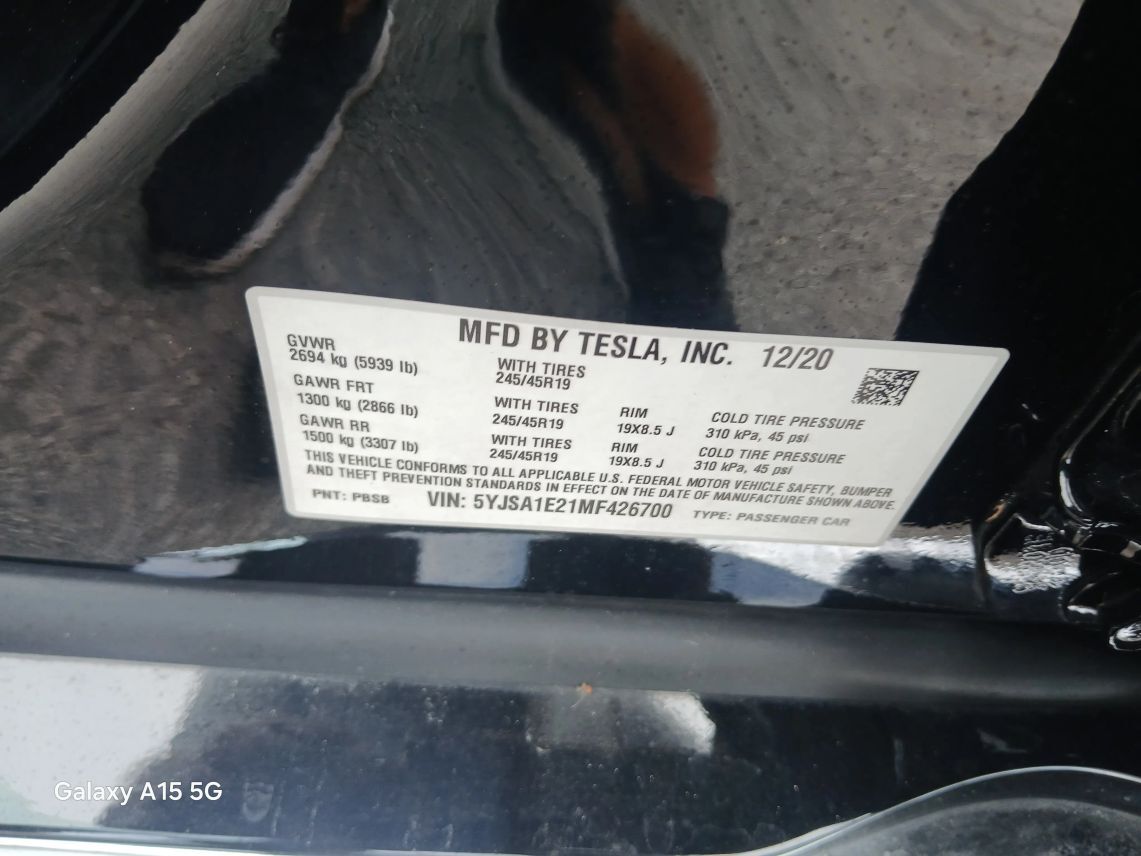 MFD BY TESLA, INC. 12/20
GVWR
2694 kg (5939 lb)
WITH TIRES
245/45R19
GAWR FRT
1300 kg (2866 lb)
WITH TIRES
245/45R19
RIM
19X8.5 J
COLD TIRE PRESSURE
310 kPa, 45 psi
GAWR RR
1500 kg (3307 lb)
WITH TIRES
245/45R19
RIM
19X8.5 J
COLD TIRE PRESSURE
310 kPa, 45 psi
THIS VEHICLE CONFORMS TO ALL APPLICABLE U.S. FEDERAL MOTOR VEHICLE SAFETY, BUMPER
AND THEFT PREVENTION STANDARDS IN EFFECT ON THE DATE OF MANUFACTURE SHOWN ABOVE.
PNT: PBSB VIN: 5YJSA1E21MF426700 TYPE: PASSENGER CAR
Galaxy A15 5G